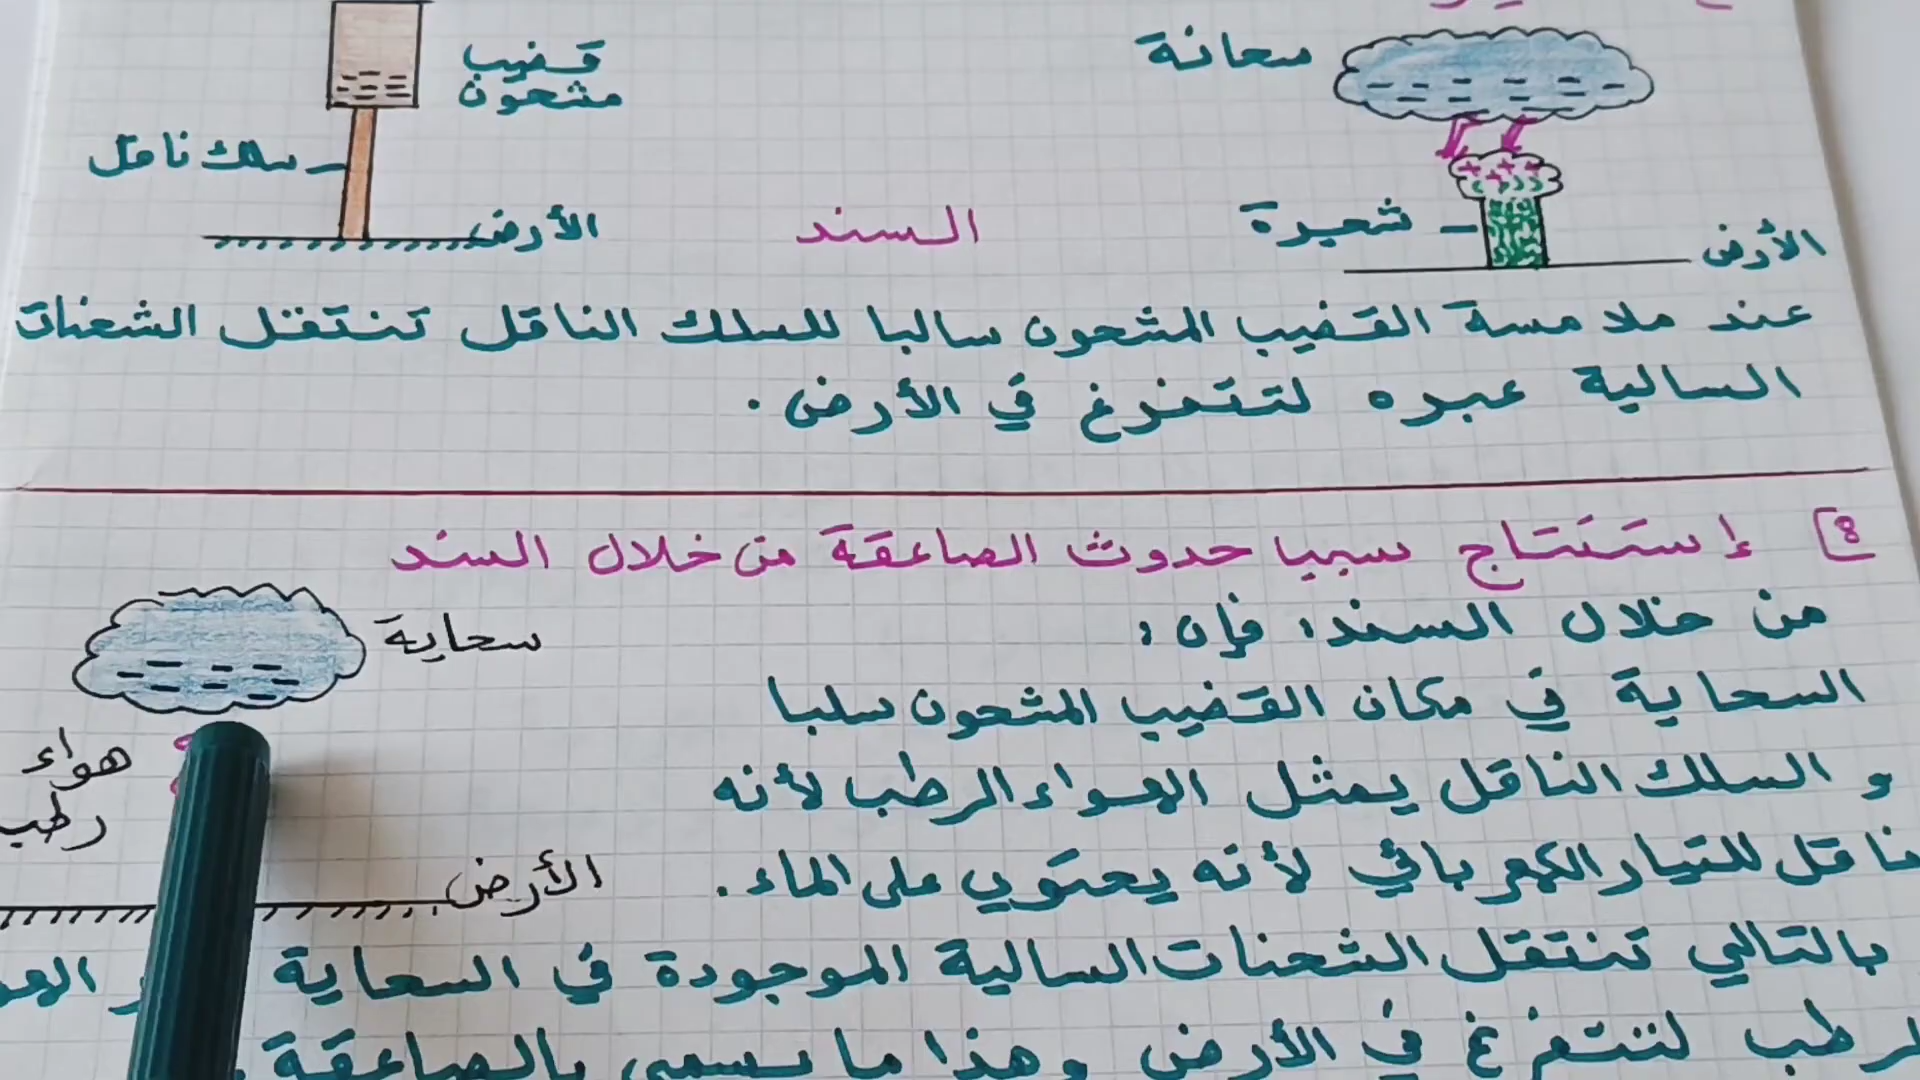 سحابة
قضيب
مشحون
سلك ناقل
شجيرة
السند
الأرض
الأرض
عند ملامسة القضيب المشحون سالبا للسلك الناقل تنتقل الشحنات
السالبة عبره لتتفرغ في الأرض.
8] إستنتاج سبب حدوث الصاعقة من خلال السند
من خلال السند، فإن:
سحابة
السحابة في مكان القضيب المشحون سلبا
هواء
رطب
و السلك الناقل يمثل الهواء الرطب لأنه
ناقل للتيار الكهربائي لأنه يحتوي على الماء.
الأرض
بالتالي تنتقل الشحنات السالبة الموجودة في السحابة
لتتفرغ في الأرض وهذا ما يسمى بالصاعقة.